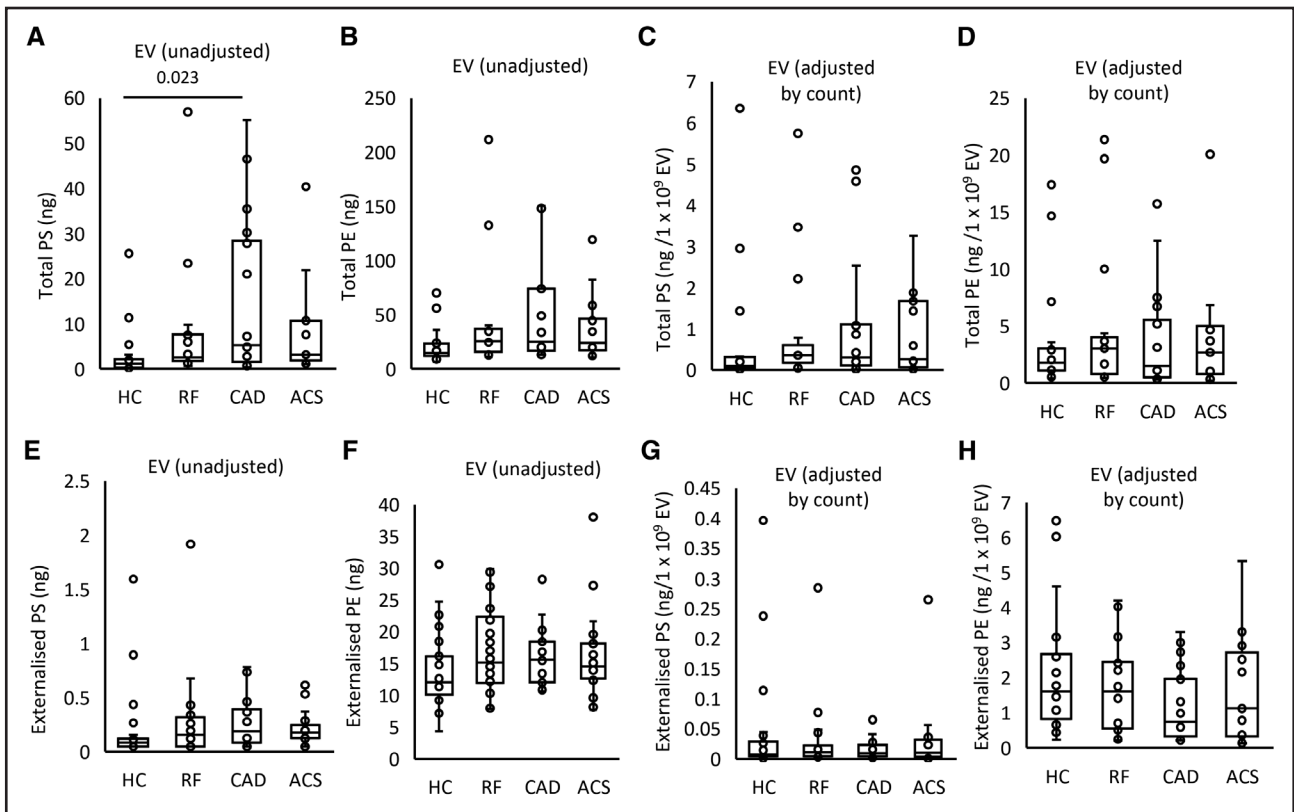 A
EV (unadjusted)
0.023
Total PS (ng)
60
50
40
30
20
10
0
HC RF CAD ACS
B
EV (unadjusted)
Total PE (ng)
250
200
150
100
50
0
HC RF CAD ACS
C
EV (adjusted
by count)
Total PS (ng /1 x 10⁹ EV)
7
6
5
4
3
2
1
0
HC RF CAD ACS
D
EV (adjusted
by count)
Total PE (ng /1 x 10⁹ EV)
25
20
15
10
5
0
HC RF CAD ACS
E
EV (unadjusted)
Externalised PS (ng)
2.5
2
1.5
1
0.5
0
HC RF CAD ACS
F
EV (unadjusted)
Externalised PE (ng)
40
35
30
25
20
15
10
5
0
HC RF CAD ACS
G
EV (adjusted
by count)
Externalised PS (ng/1 x 10⁹ EV)
0.45
0.4
0.35
0.3
0.25
0.2
0.15
0.1
0.05
0
HC RF CAD ACS
H
EV (adjusted
by count)
Externalised PE (ng /1 x 10⁹ EV)
7
6
5
4
3
2
1
0
HC RF CAD ACS